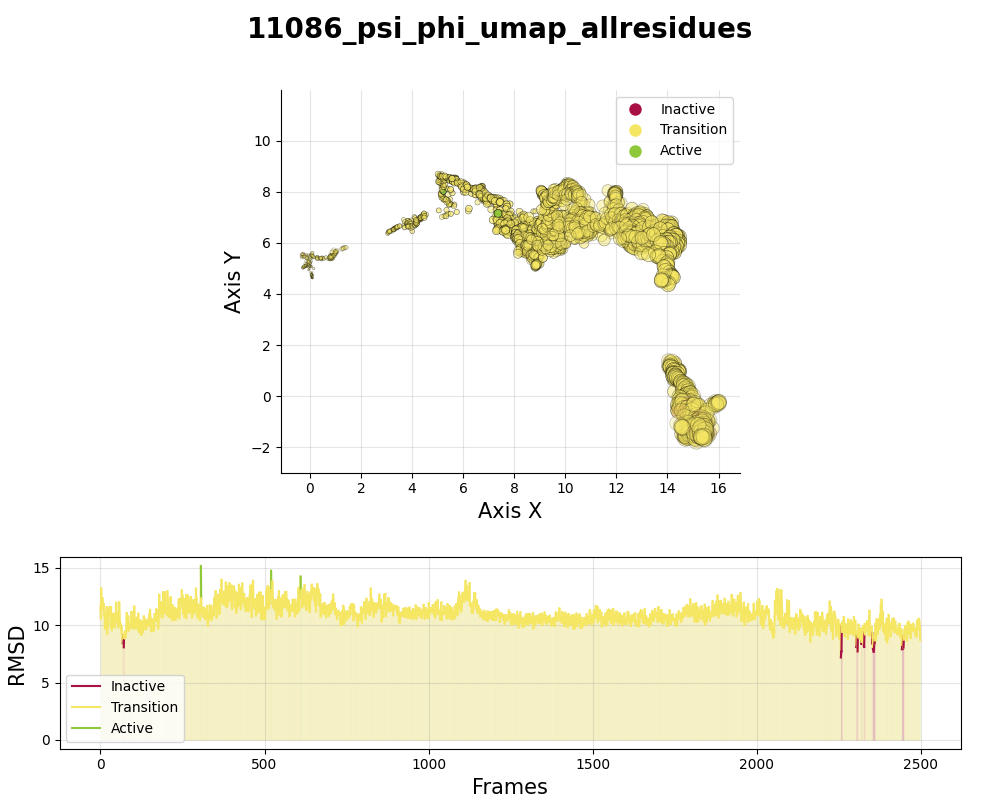 11086_psi_phi_umap_allresidues
Inactive
Transition
Active
10
8
6
4
2
0
−2
Axis Y
0 2 4 6 8 10 12 14 16
Axis X
15
10
5
0
RMSD
Inactive
Transition
Active
0 500 1000 1500 2000 2500
Frames